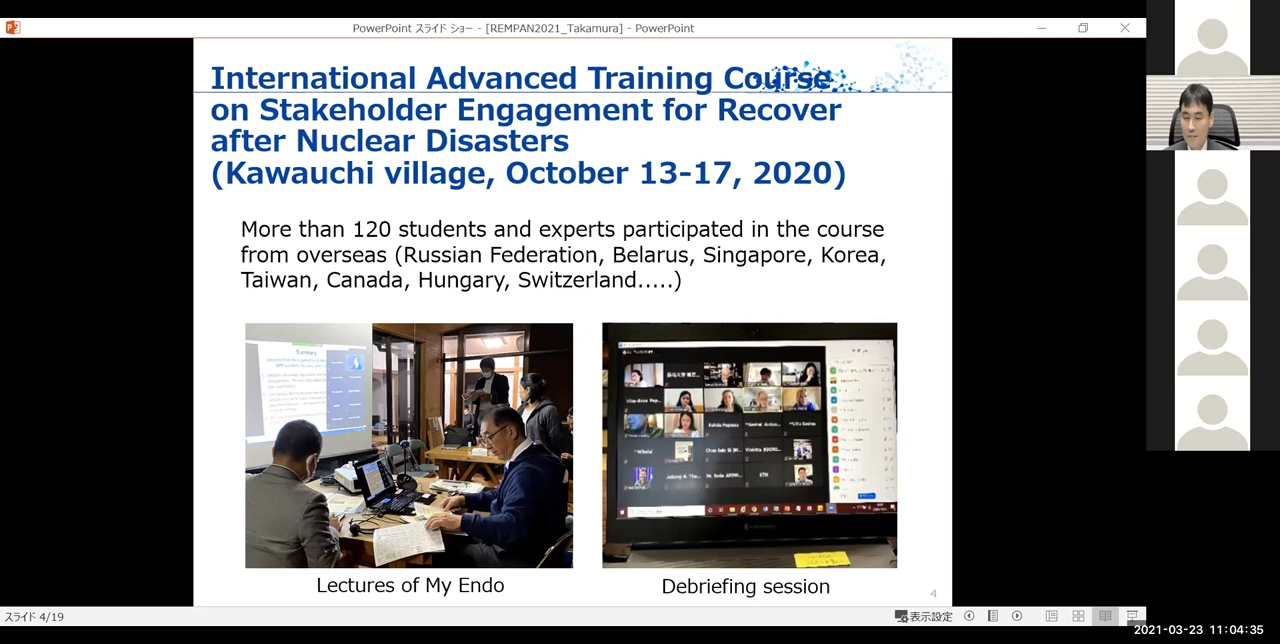 PowerPoint スライド ショー - [REMPAN2021_Takamura] - PowerPoint
International Advanced Training Course
on Stakeholder Engagement for Recover
after Nuclear Disasters
(Kawauchi village, October 13-17, 2020)
More than 120 students and experts participated in the course
from overseas (Russian Federation, Belarus, Singapore, Korea,
Taiwan, Canada, Hungary, Switzerland.....)
Summary
Lectures of My Endo
Debriefing session
4
スライド 4/19
表示設定
2021-03-23 11:04:35